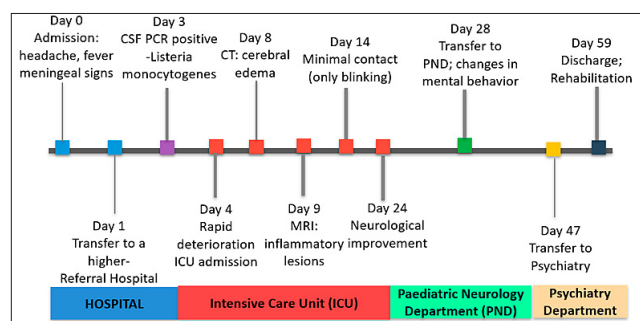 Day 0
Admission:
headache, fever
meningeal signs
Day 3
CSF PCR positive
-Listeria
monocytogenes
Day 8
CT: cerebral
edema
Day 14
Minimal contact
(only blinking)
Day 28
Transfer to
PND; changes in
mental behavior
Day 59
Discharge;
Rehabilitation
Day 1
Transfer to a
higher-
Referral Hospital
Day 4
Rapid
deterioration
ICU admission
Day 9
MRI:
inflammatory
lesions
Day 24
Neurological
improvement
Day 47
Transfer to
Psychiatry
HOSPITAL
Intensive Care Unit (ICU)
Paediatric Neurology
Department (PND)
Psychiatry
Department